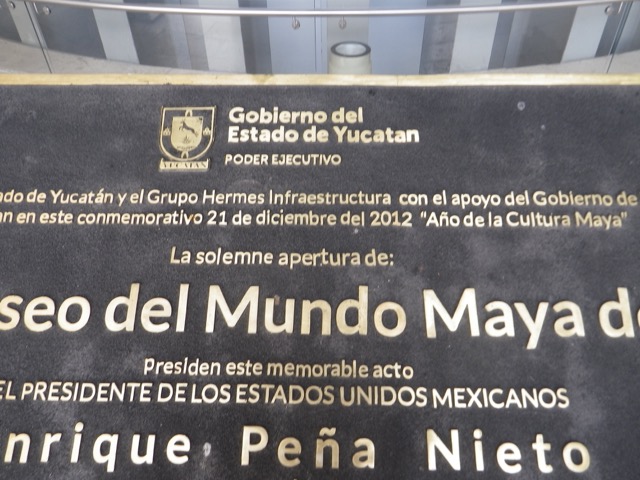 YUCATAN
Gobierno del
Estado de Yucatan
PODER EJECUTIVO
ado de Yucatán y el Grupo Hermes Infraestructura con el apoyo del Gobierno de
an en este conmemorativo 21 de diciembre del 2012 "Año de la Cultura Maya"
La solemne apertura de:
seo del Mundo Maya de
Presiden este memorable acto
EL PRESIDENTE DE LOS ESTADOS UNIDOS MEXICANOS
nrique Peña Nieto